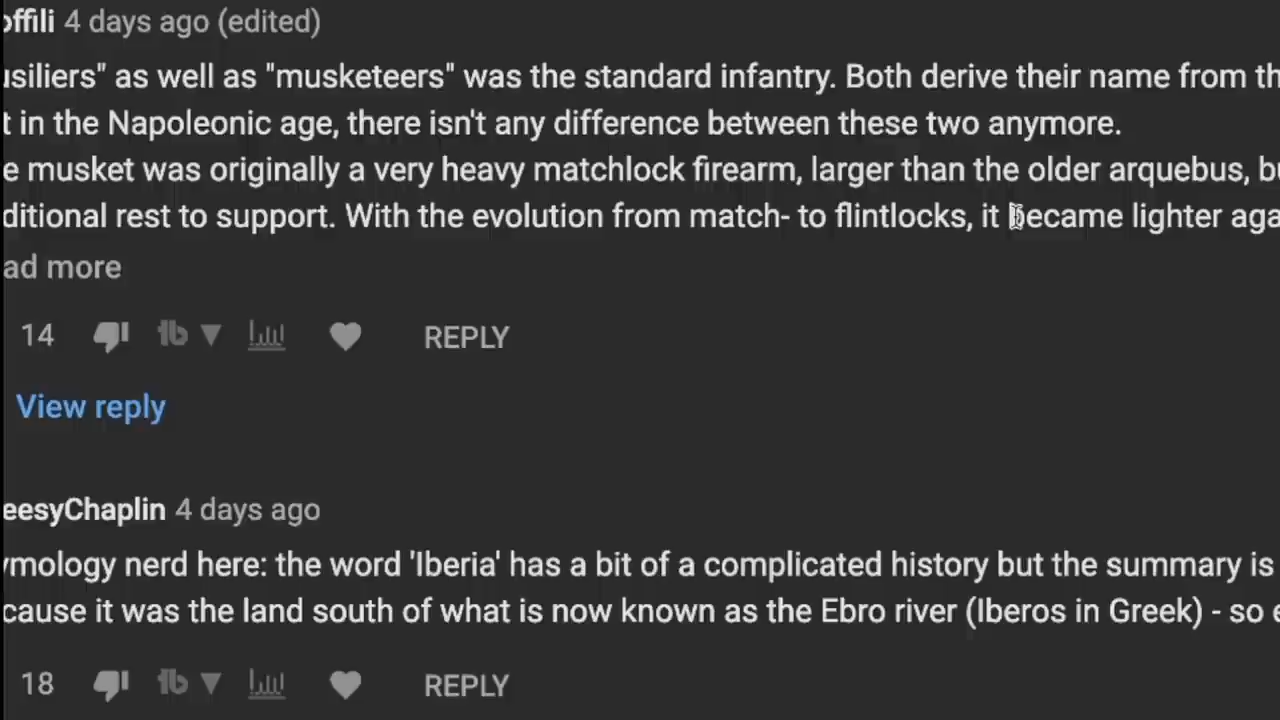 offili 4 days ago (edited)
usiliers" as well as "musketeers" was the standard infantry. Both derive their name from th
t in the Napoleonic age, there isn't any difference between these two anymore.
e musket was originally a very heavy matchlock firearm, larger than the older arquebus, bu
ditional rest to support. With the evolution from match- to flintlocks, it became lighter aga
ad more
14 tb REPLY
View reply
eesyChaplin 4 days ago
ymology nerd here: the word 'Iberia' has a bit of a complicated history but the summary is
cause it was the land south of what is now known as the Ebro river (Iberos in Greek) - so e
18 tb REPLY